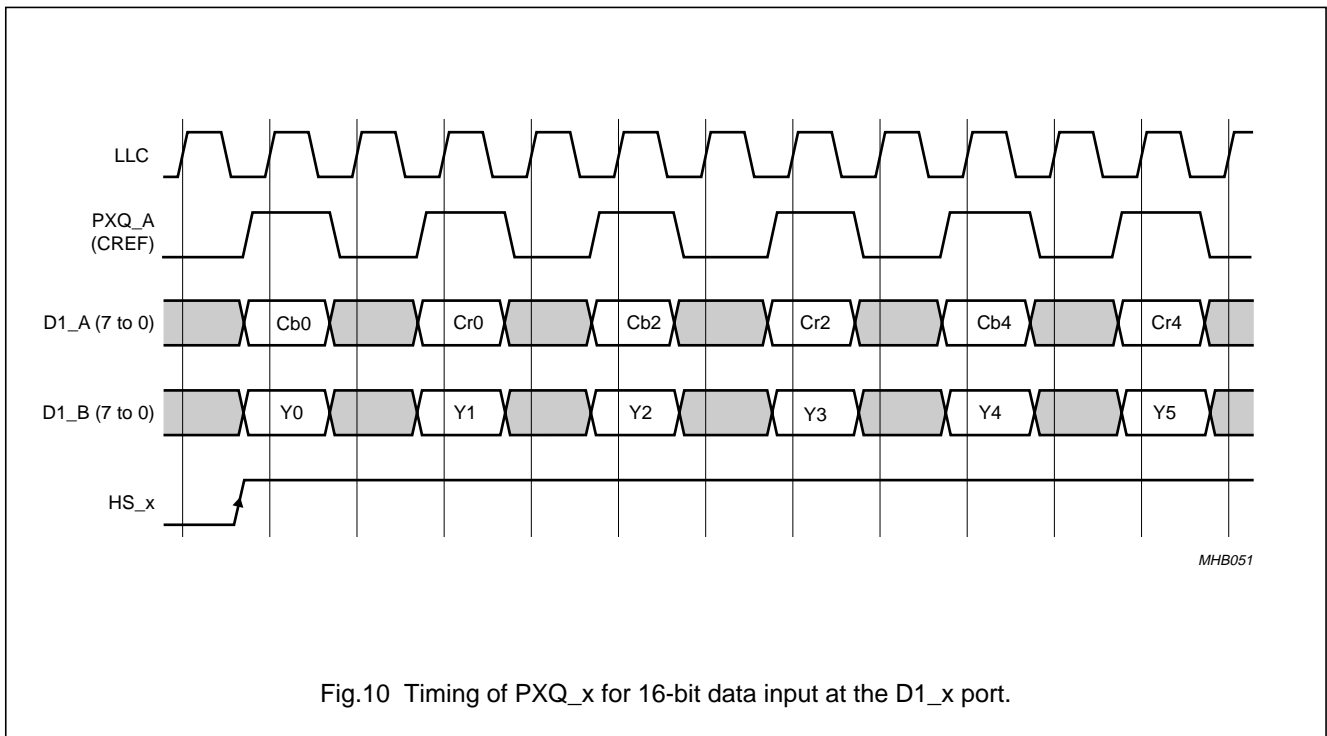 LLC
PXQ_A
(CREF)
D1_A (7 to 0) Cb0 Cr0 Cb2 Cr2 Cb4 Cr4
D1_B (7 to 0) Y0 Y1 Y2 Y3 Y4 Y5
HS_x
MHB051
Fig.10 Timing of PXQ_x for 16-bit data input at the D1_x port.